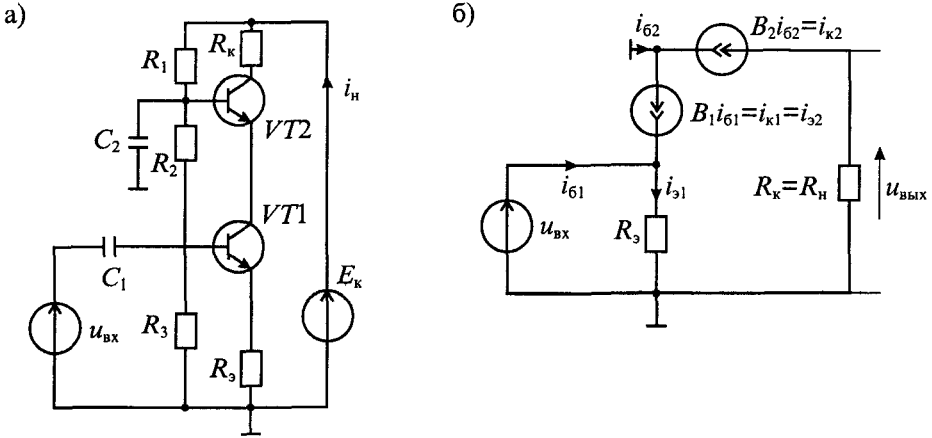 а)
R₁
Rк
iн
C₂
R₂
VT2
VT1
C₁
Eк
uвх
R₃
Rэ
б)
iб2
B₂iб2=iк2
B₁iб1=iк1=iэ2
iб1
iэ1
Rк=Rн
uвых
uвх
Rэ